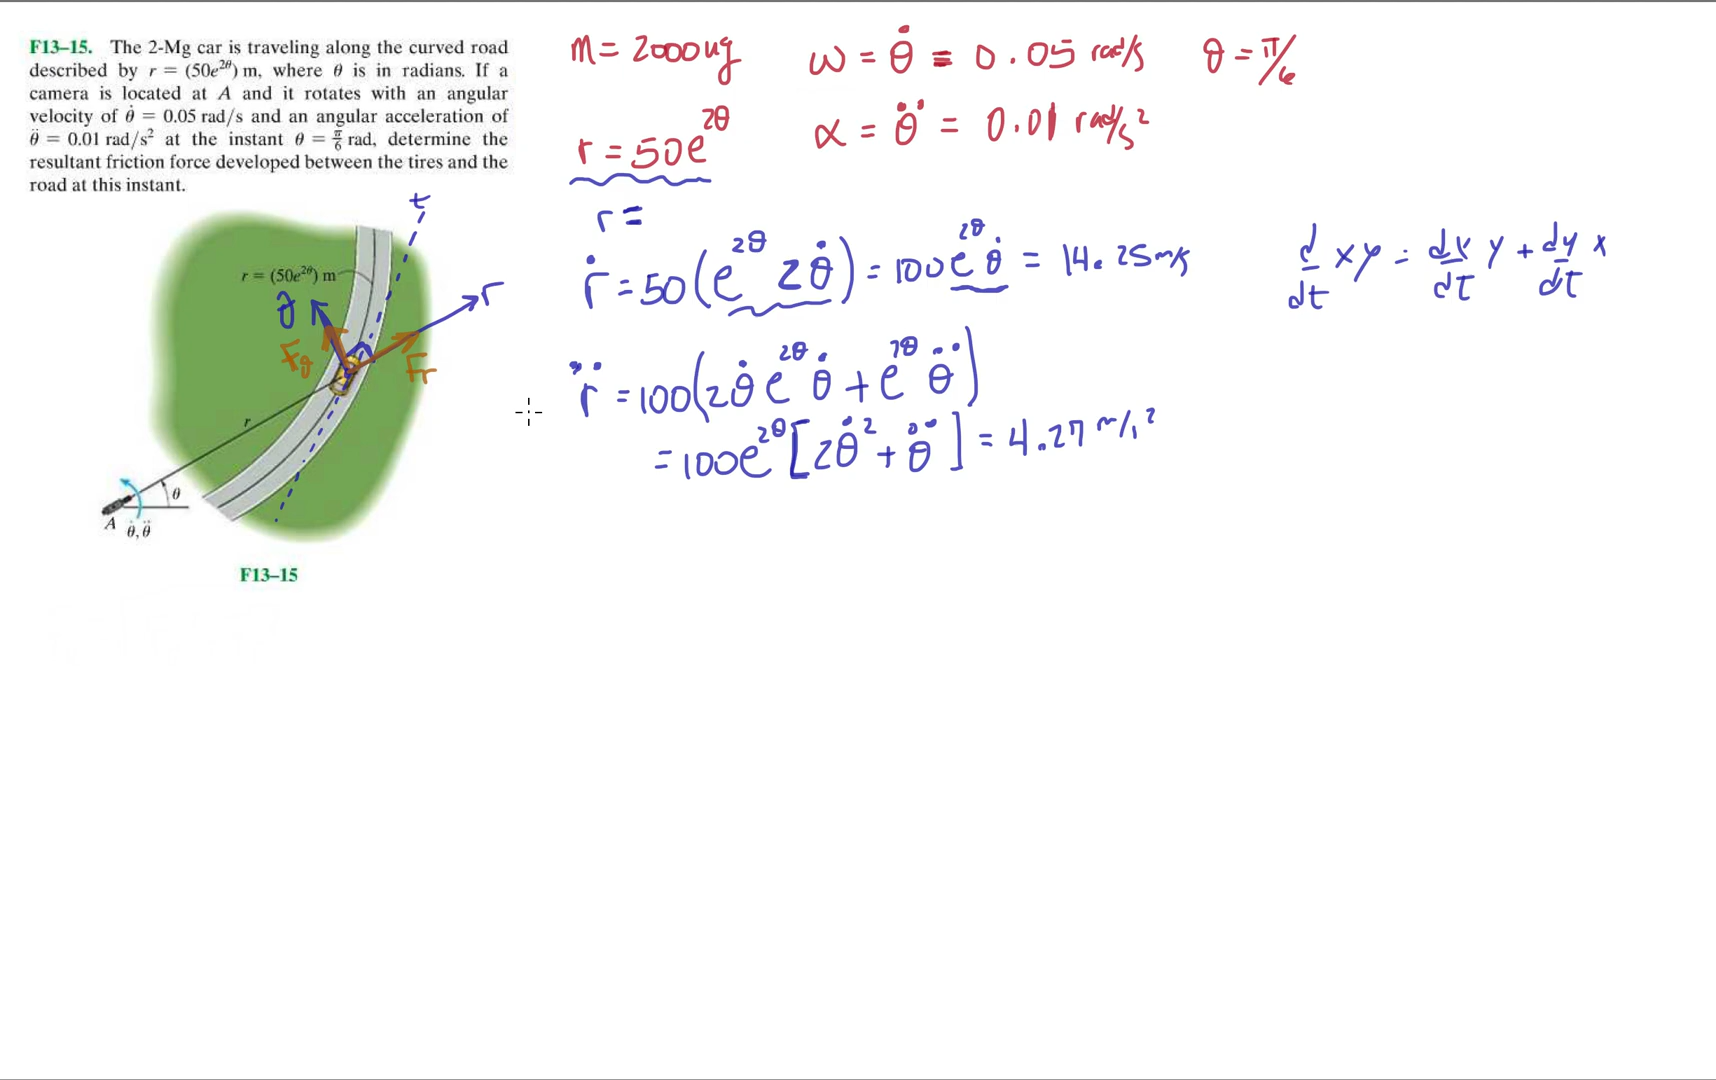 F13–15. The 2-Mg car is traveling along the curved road
described by r = (50e^{2θ}) m, where θ is in radians. If a
camera is located at A and it rotates with an angular
velocity of θ̇ = 0.05 rad/s and an angular acceleration of
θ̈ = 0.01 rad/s² at the instant θ = π/6 rad, determine the
resultant friction force developed between the tires and the
road at this instant.
m = 2000 kg
ω = θ̇ = 0.05 rad/s
θ = π/6
r = 50e^{2θ}
α = θ̈ = 0.01 rad/s²
r =
ṙ = 50(e^{2θ} 2θ̇) = 100e^{2θ} θ̇ = 14.25 m/s
d/dt xy = dx/dt y + dy/dt x
r̈ = 100(2θ̇ e^{2θ} θ̇ + e^{2θ} θ̈)
= 100e^{2θ} [2θ̇² + θ̈] = 4.27 m/s²
t
r = (50e^{2θ}) m
r
θ
Fθ
Fr
r
θ
A
θ̇, θ̈
F13–15